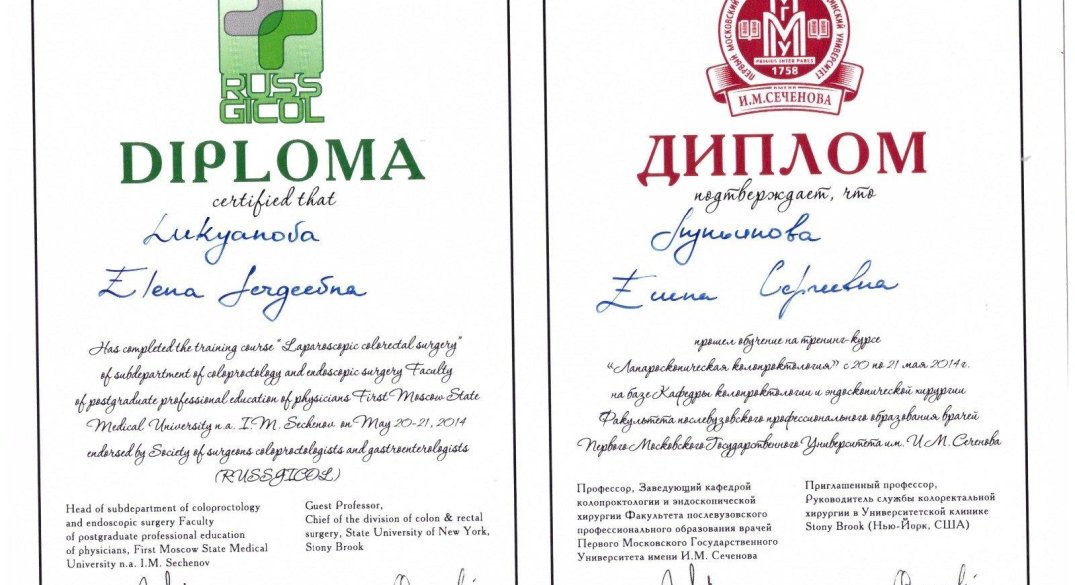 RUSS
GICOL
DIPLOMA
certified that
Elena
Has completed the training course "Laparoscopic colorectal surgery"
of subdepartment of coloproctology and endoscopic surgery Faculty
of postgraduate professional education of physicians First Moscow State
Medical University n.a. I.M. Sechenov on May 20-21, 2014
endorsed by Society of surgeons coloproctologists and gastroenterologists
(RUSSGICOL)
Head of subdepartment of coloproctology
and endoscopic surgery Faculty
of postgraduate professional education
of physicians, First Moscow State Medical
University n.a. I.M. Sechenov
Guest Professor,
Chief of the division of colon & rectal
surgery, State University of New York,
Stony Brook
ПЕРВЫЙ МОСКОВСКИЙ
УНИВЕРСИТЕТ
PRIMUS INTER PARES
1758
ИМЕНИ
И.М.СЕЧЕНОВА
ДИПЛОМ
подтверждает, что
Лукьянова
Елена Сергеевна
прошел обучение на тренинг-курсе
«Лапароскопическая колопроктология» с 20 по 21 мая 2014г.
на базе Кафедры колопроктологии и эндоскопической хирургии
Факультета послевузовского профессионального образования врачей
Первого Московского Государственного Университета им. И.М. Сеченова
Профессор, Заведующий кафедрой
колопроктологии и эндоскопической
хирургии Факультета послевузовского
профессионального образования врачей
Первого Московского Государственного
Университета имени И.М. Сеченова
Приглашенный профессор,
Руководитель службы колоректальной
хирургии в Университетской клинике
Stony Brook (Нью-Йорк, США)